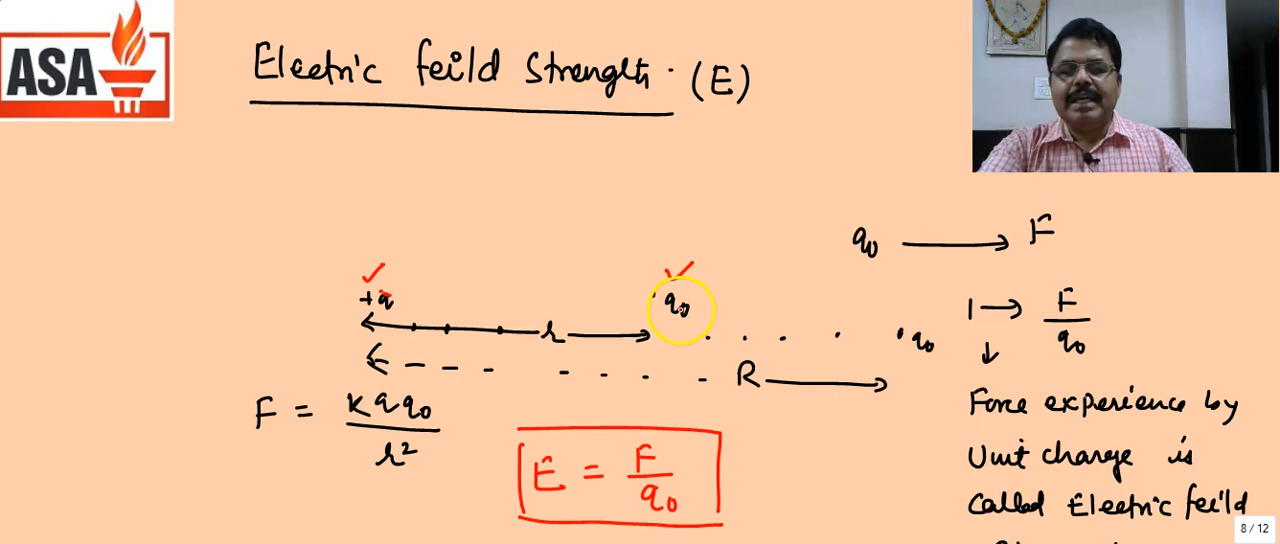 ASA
Electric feild Strength. (E)
q0 → F
+q
q0
1 → F/q0
r
q0
R
F = Kqq0/r²
Force experience by
E = F/q0
Unit charge is
Called Electric feild
8 / 12